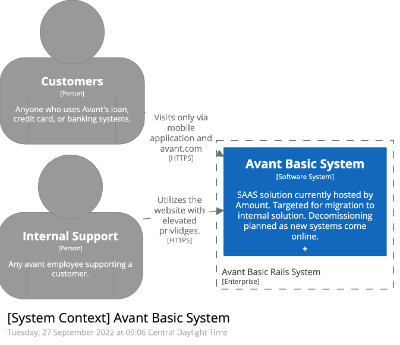 Customers
[Person]
Anyone who uses Avant's loan,
credit card, or banking systems.
Visits only via
mobile
application and
avant.com
[HTTPS]
Avant Basic System
[Software System]
SAAS solution currently hosted by
Amount. Targeted for migration to
internal solution. Decomissioning
planned as new systems come
online.
+
Internal Support
[Person]
Any avant employee supporting a
customer.
Utilizes the
website with
elevated
privlidges.
[HTTPS]
Avant Basic Rails System
[Enterprise]
[System Context] Avant Basic System
Tuesday, 27 September 2022 at 09:06 Central Daylight Time